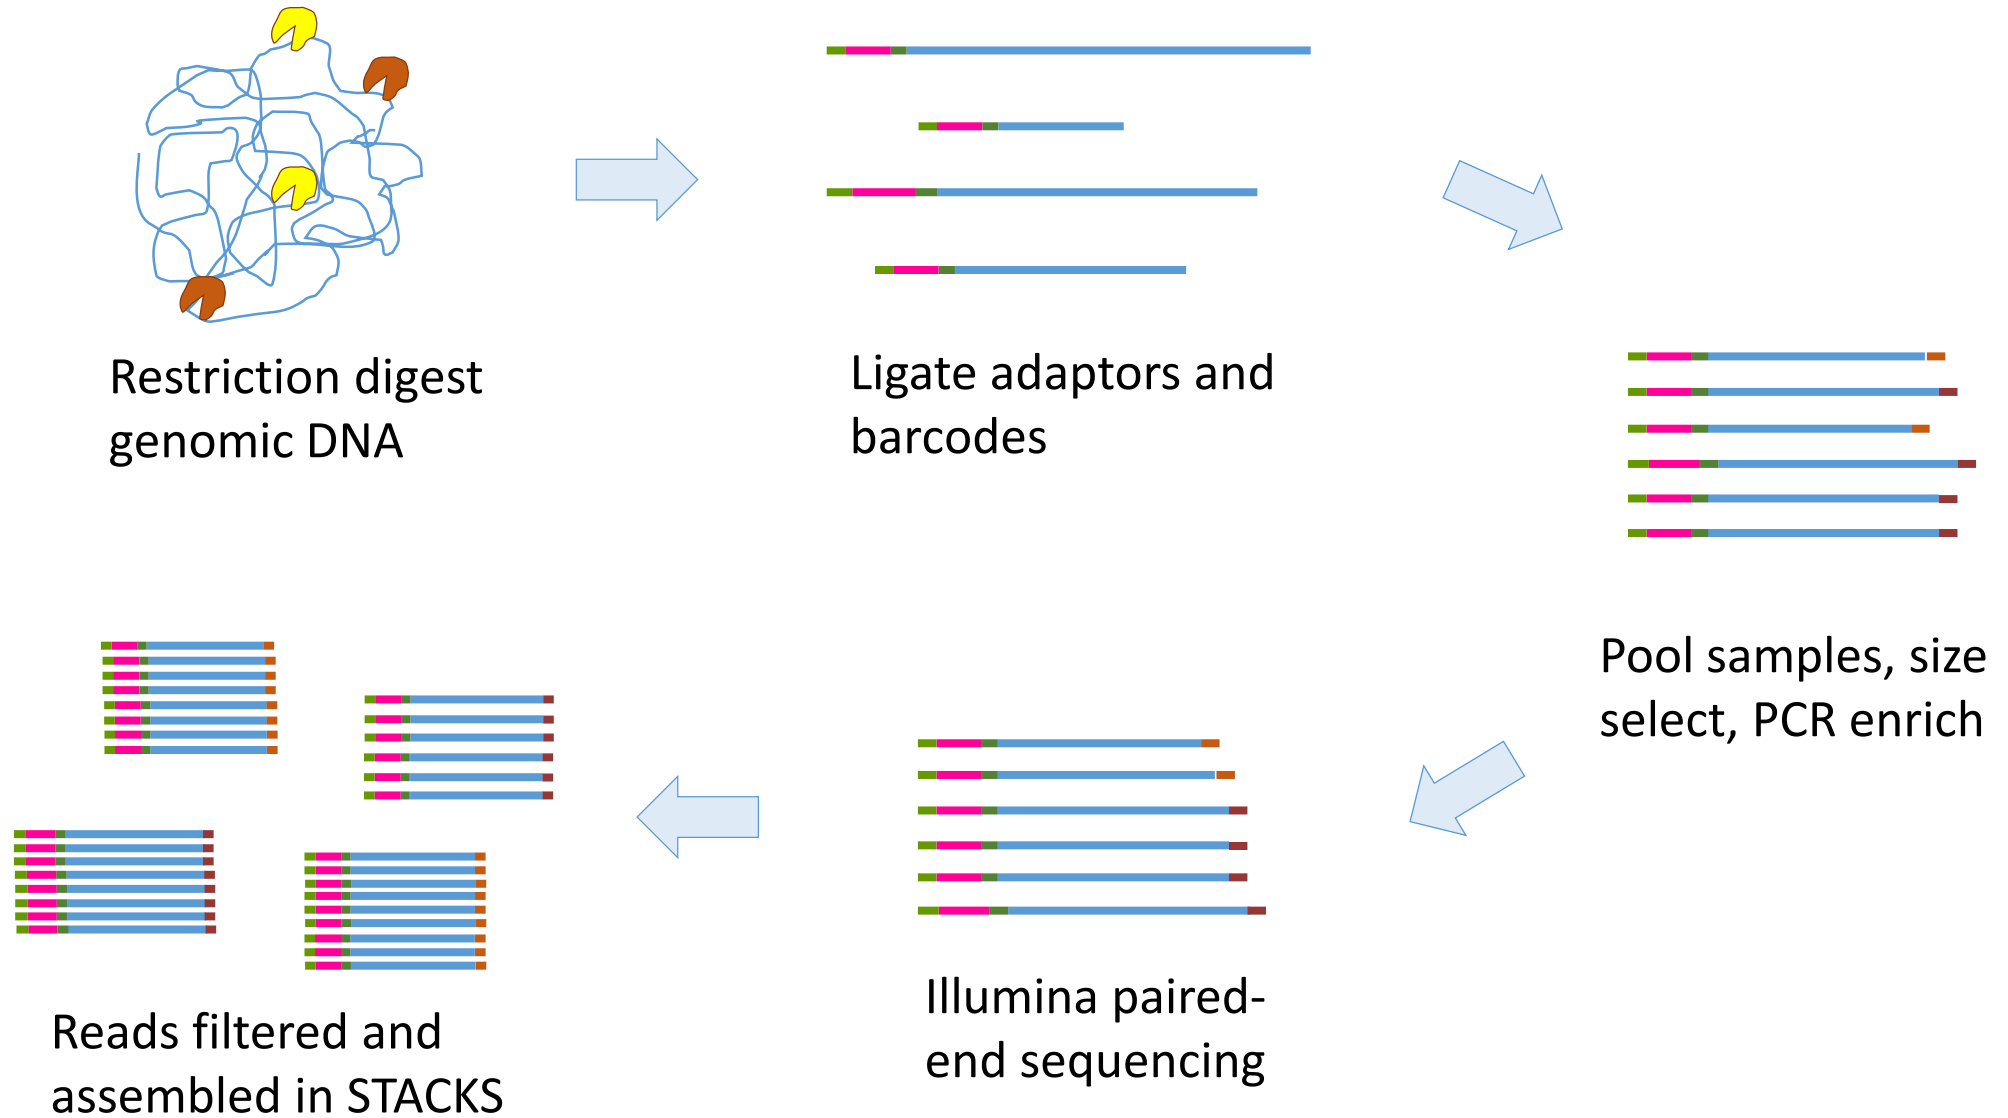 Restriction digest
genomic DNA
Ligate adaptors and
barcodes
Pool samples, size
select, PCR enrich
Illumina paired-
end sequencing
Reads filtered and
assembled in STACKS